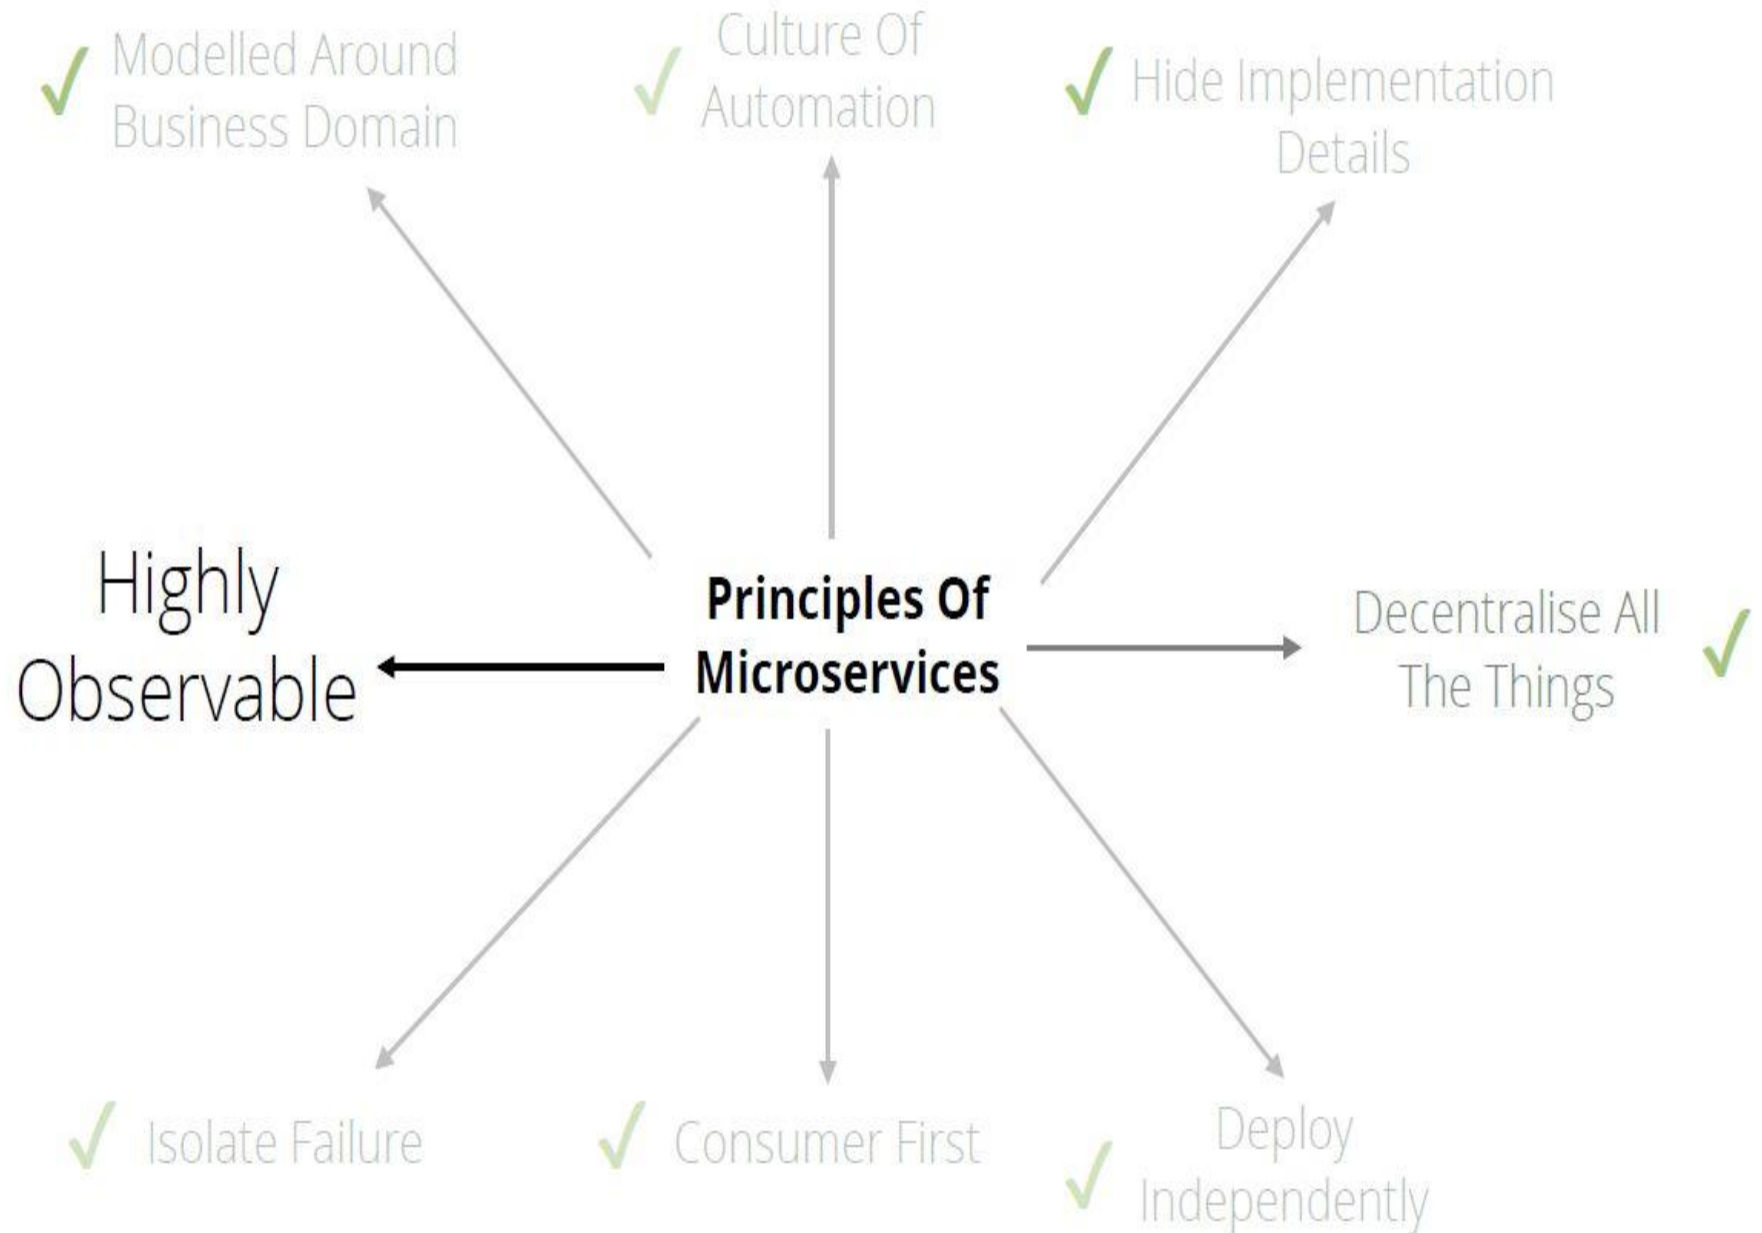 Modelled Around
Business Domain
Culture Of
Automation
Hide Implementation
Details
Highly
Observable
Principles Of
Microservices
Decentralise All
The Things
Isolate Failure
Consumer First
Deploy
Independently